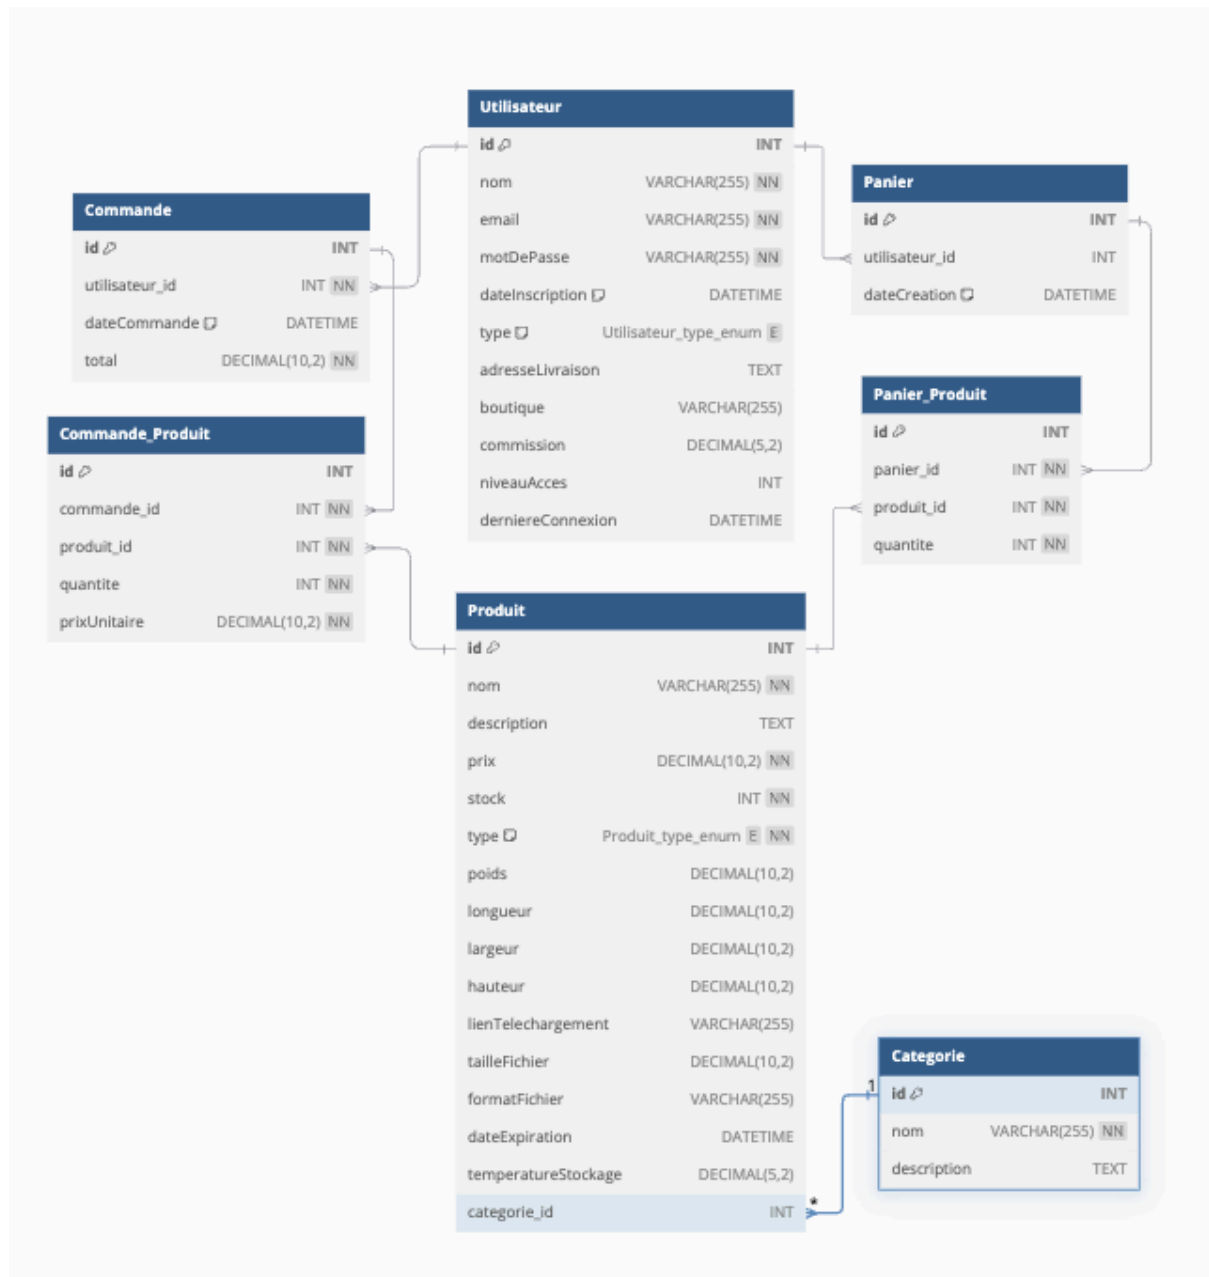 Utilisateur
id INT
nom VARCHAR(255) NN
email VARCHAR(255) NN
motDePasse VARCHAR(255) NN
dateInscription DATETIME
type Utilisateur_type_enum E
adresseLivraison TEXT
boutique VARCHAR(255)
commission DECIMAL(5,2)
niveauAcces INT
derniereConnexion DATETIME
Panier
id INT
utilisateur_id INT
dateCreation DATETIME
Commande
id INT
utilisateur_id INT NN
dateCommande DATETIME
total DECIMAL(10,2) NN
Panier_Produit
id INT
panier_id INT NN
produit_id INT NN
quantite INT NN
Commande_Produit
id INT
commande_id INT NN
produit_id INT NN
quantite INT NN
prixUnitaire DECIMAL(10,2) NN
Produit
id INT
nom VARCHAR(255) NN
description TEXT
prix DECIMAL(10,2) NN
stock INT NN
type Produit_type_enum E NN
poids DECIMAL(10,2)
longueur DECIMAL(10,2)
largeur DECIMAL(10,2)
hauteur DECIMAL(10,2)
lienTelechargement VARCHAR(255)
tailleFichier DECIMAL(10,2)
formatFichier VARCHAR(255)
dateExpiration DATETIME
temperatureStockage DECIMAL(5,2)
categorie_id INT
*
1
Categorie
id INT
nom VARCHAR(255) NN
description TEXT